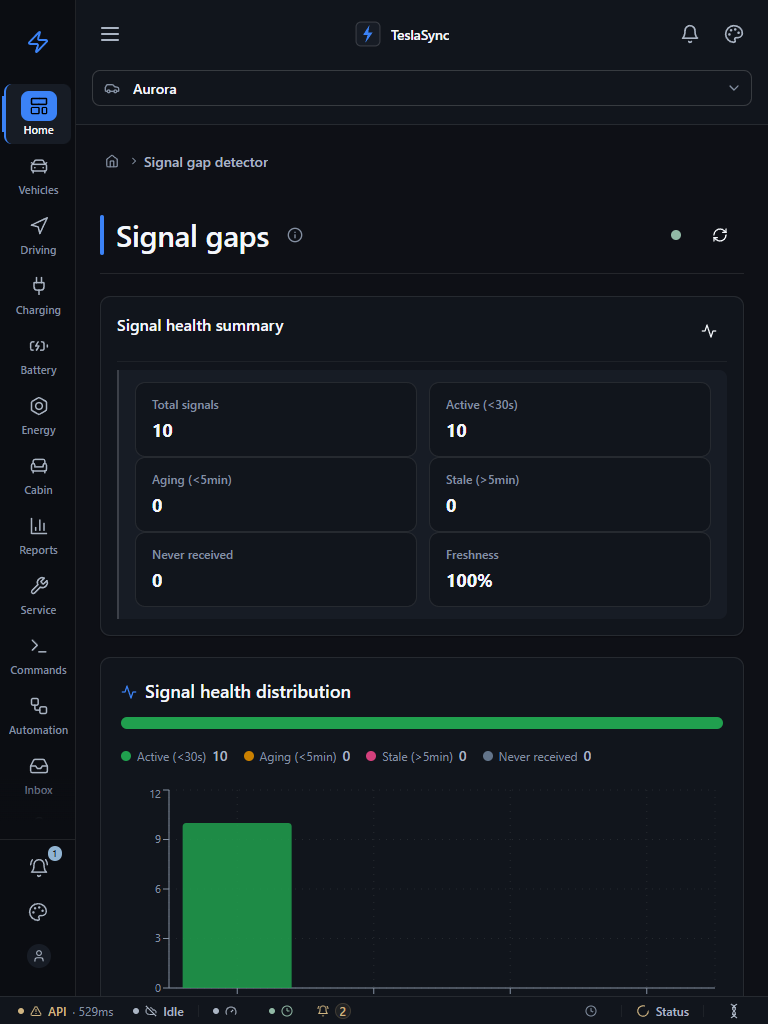 TeslaSync
Aurora
Home
Vehicles
Driving
Charging
Battery
Energy
Cabin
Reports
Service
Commands
Automation
Inbox
1
Signal gap detector
Signal gaps
Signal health summary
Total signals
10
Active (<30s)
10
Aging (<5min)
0
Stale (>5min)
0
Never received
0
Freshness
100%
Signal health distribution
Active (<30s) 10 Aging (<5min) 0 Stale (>5min) 0 Never received 0
12
9
6
3
0
API · 529ms Idle 2 Status